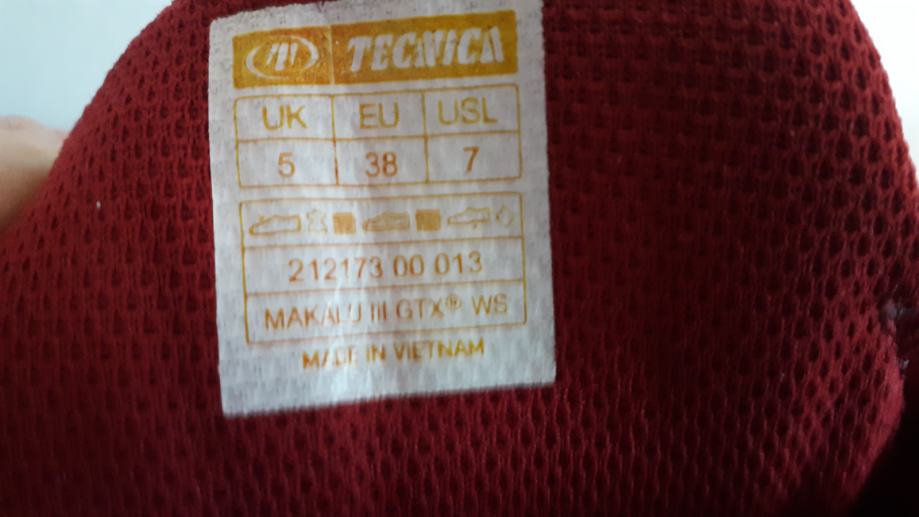 TECNICA
UK EU USL
5 38 7
212173 00 013
MAKALU III GTX® WS
MADE IN VIETNAM